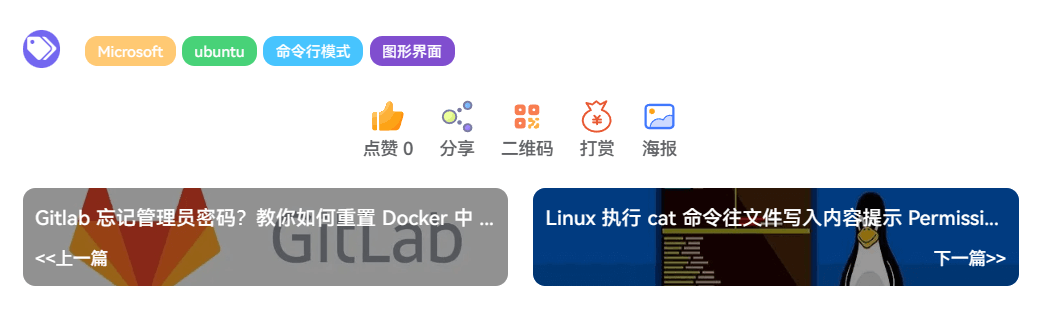 Microsoft ubuntu 命令行模式 图形界面
点赞 0 分享 二维码 打赏 海报
Gitlab 忘记管理员密码？教你如何重置 Docker 中 ...
GitLab
<<上一篇
Linux 执行 cat 命令往文件写入内容提示 Permissi...
下一篇>>